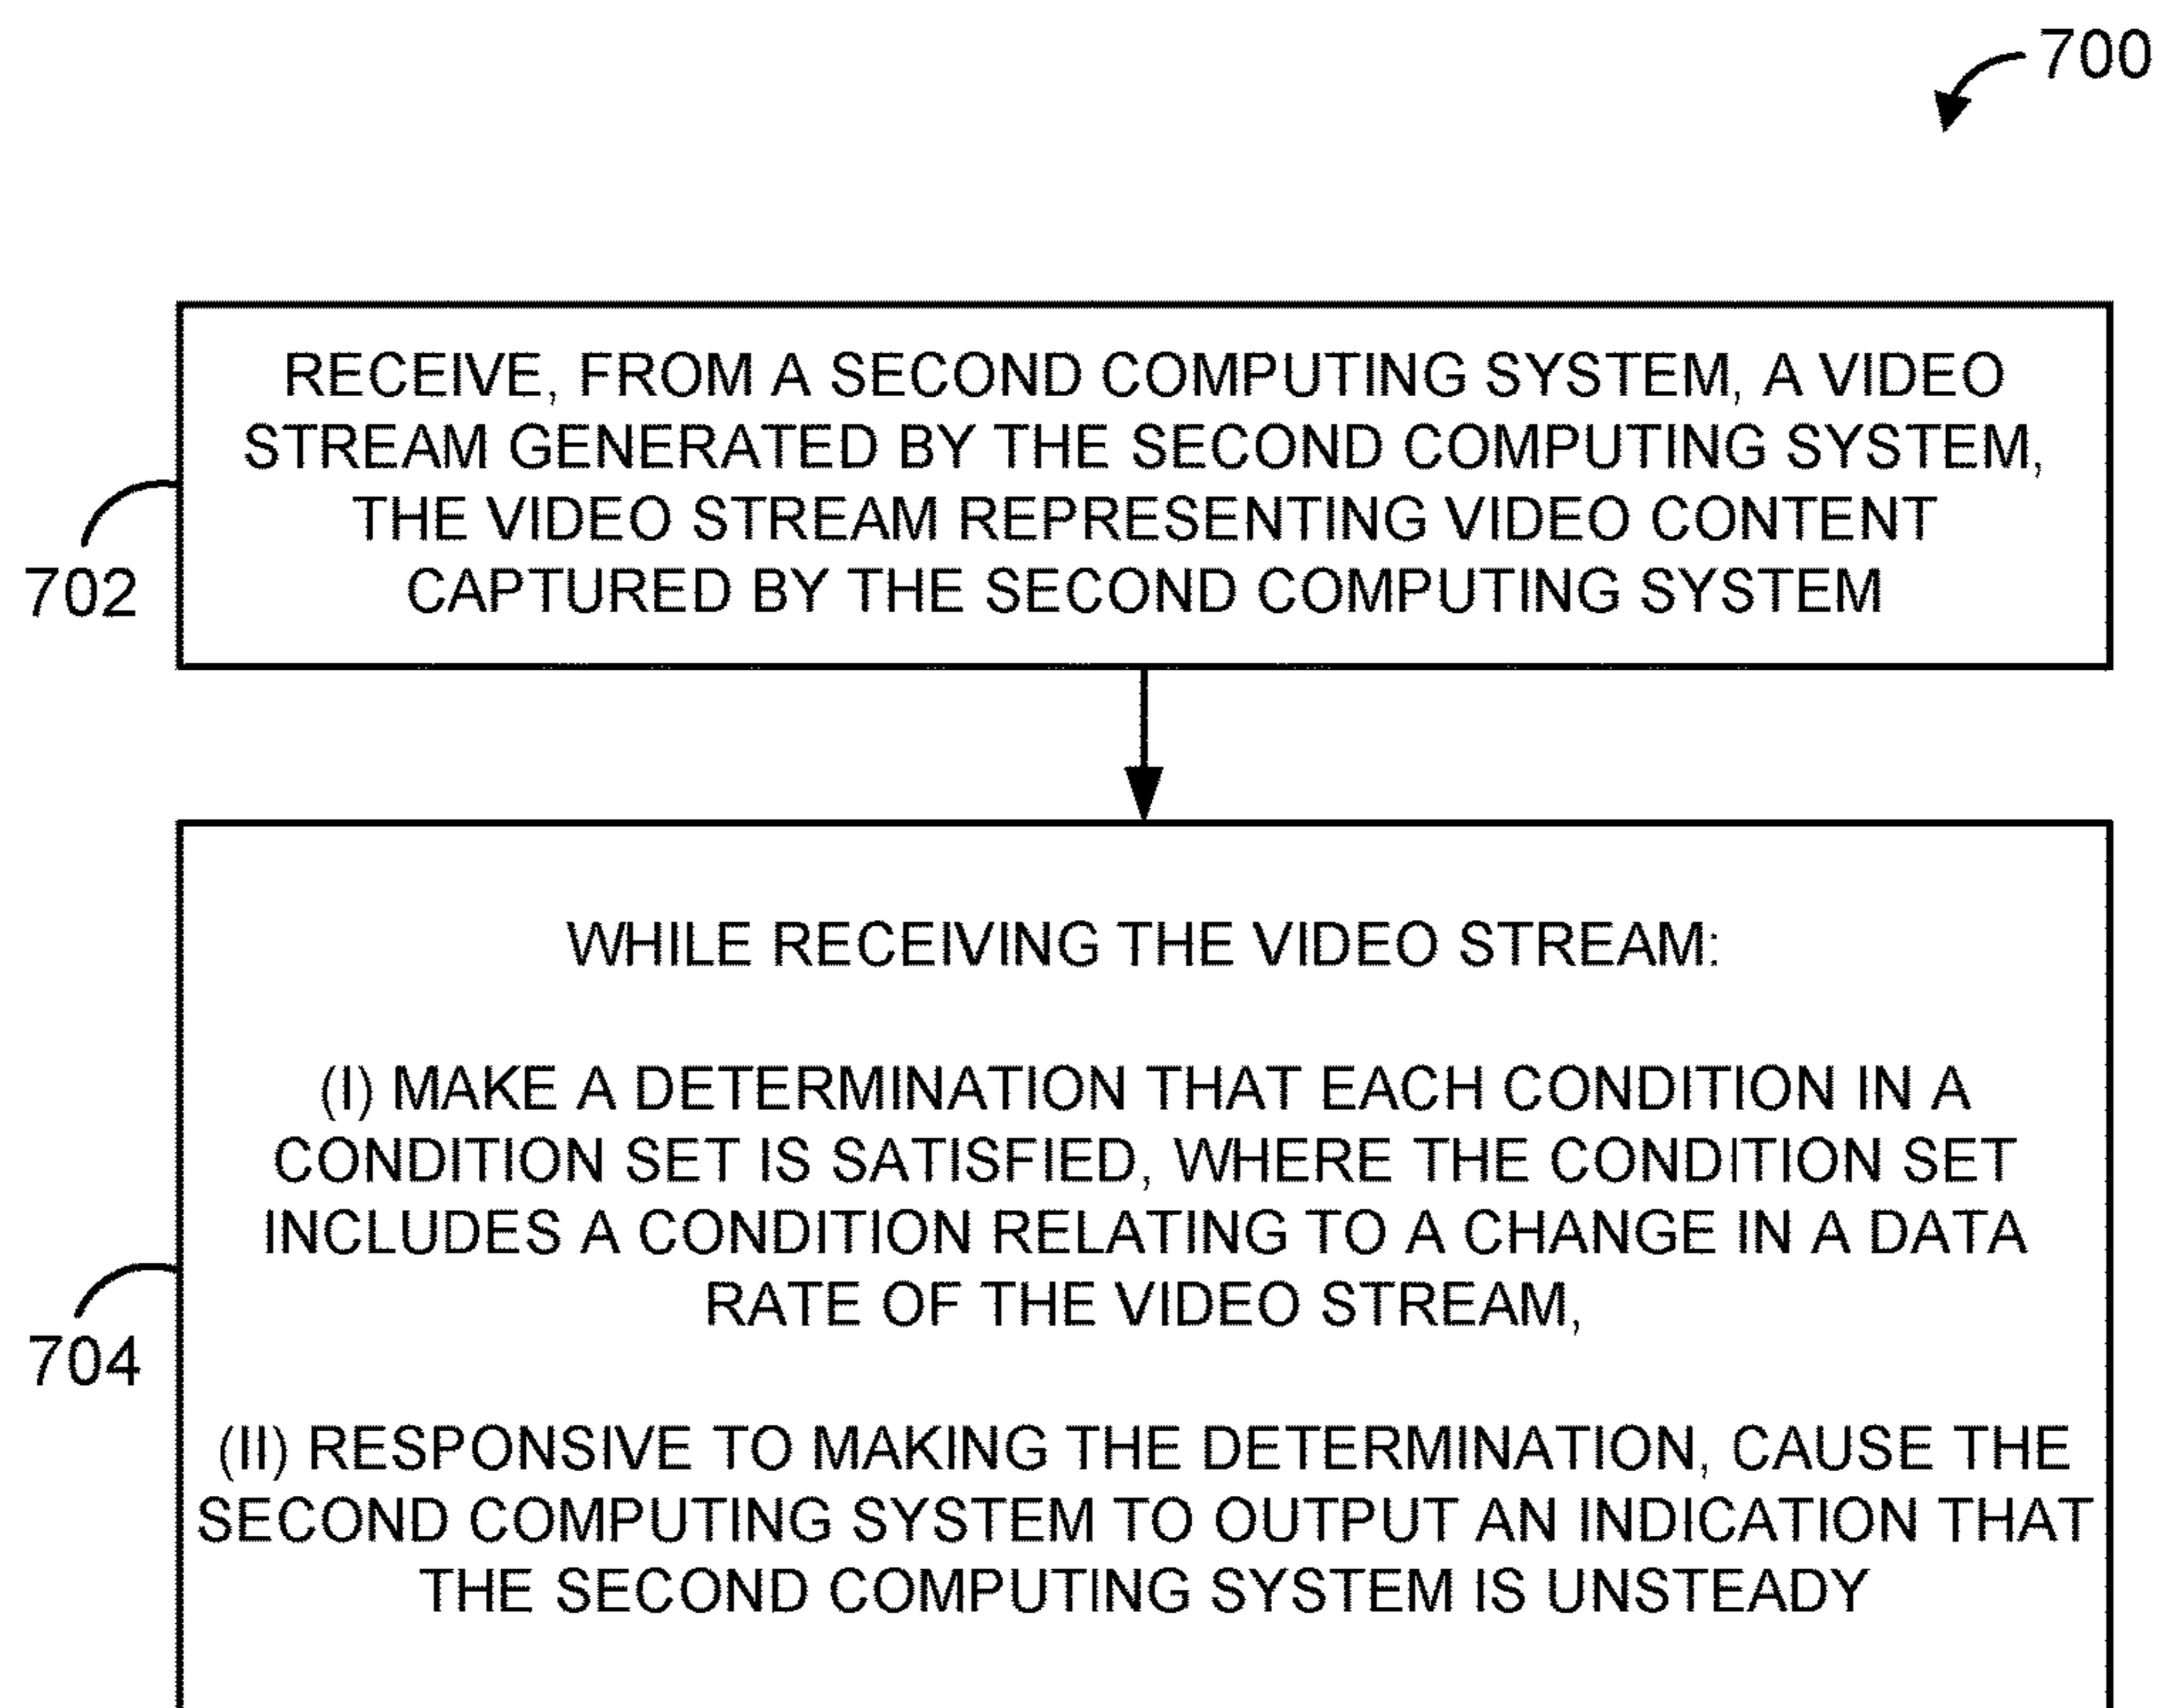 700
RECEIVE, FROM A SECOND COMPUTING SYSTEM, A VIDEO
STREAM GENERATED BY THE SECOND COMPUTING SYSTEM,
THE VIDEO STREAM REPRESENTING VIDEO CONTENT
CAPTURED BY THE SECOND COMPUTING SYSTEM
702
WHILE RECEIVING THE VIDEO STREAM:
(I) MAKE A DETERMINATION THAT EACH CONDITION IN A
CONDITION SET IS SATISFIED, WHERE THE CONDITION SET
INCLUDES A CONDITION RELATING TO A CHANGE IN A DATA
RATE OF THE VIDEO STREAM,
704
(II) RESPONSIVE TO MAKING THE DETERMINATION, CAUSE THE
SECOND COMPUTING SYSTEM TO OUTPUT AN INDICATION THAT
THE SECOND COMPUTING SYSTEM IS UNSTEADY